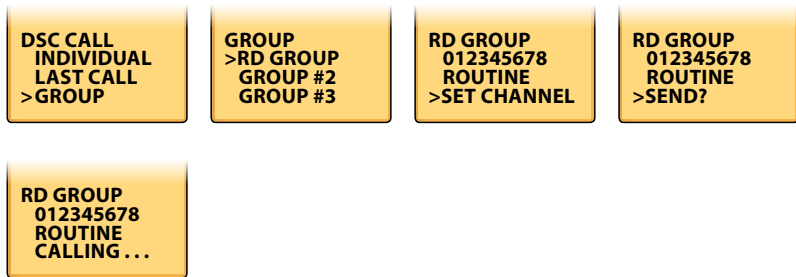 DSC CALL
INDIVIDUAL
LAST CALL
>GROUP
GROUP
>RD GROUP
GROUP #2
GROUP #3
RD GROUP
012345678
ROUTINE
>SET CHANNEL
RD GROUP
012345678
ROUTINE
>SEND?
RD GROUP
012345678
ROUTINE
CALLING . . .